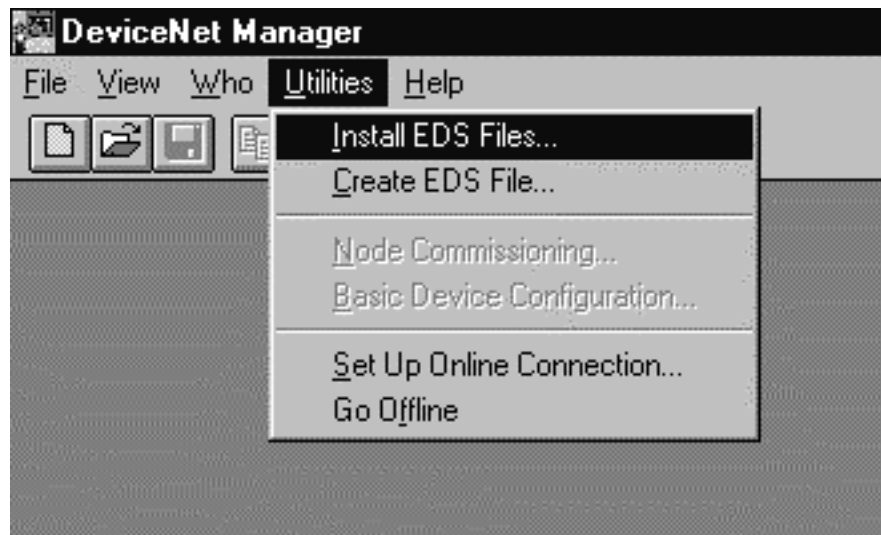 DeviceNet Manager
File View Who Utilities Help
Install EDS Files...
Create EDS File...
Node Commissioning...
Basic Device Configuration...
Set Up Online Connection...
Go Offline